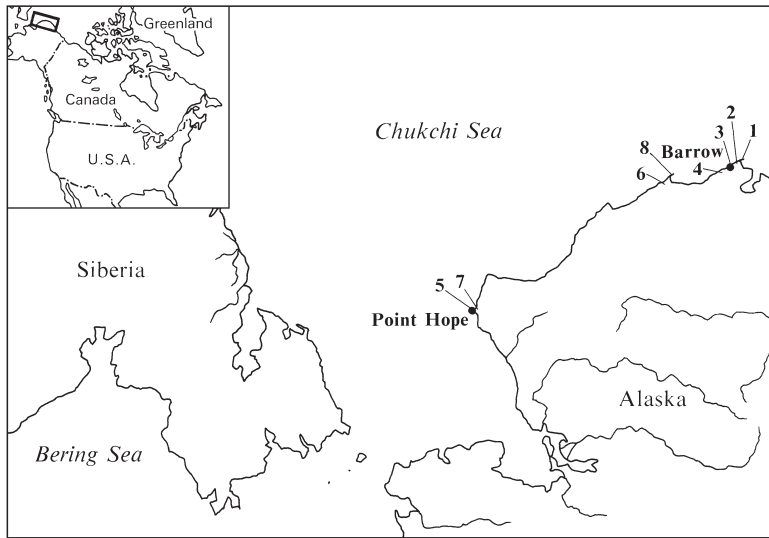 Greenland
Canada
U.S.A.
Chukchi Sea
2
3
1
8
Barrow
6
4
Siberia
5
7
Point Hope
Alaska
Bering Sea